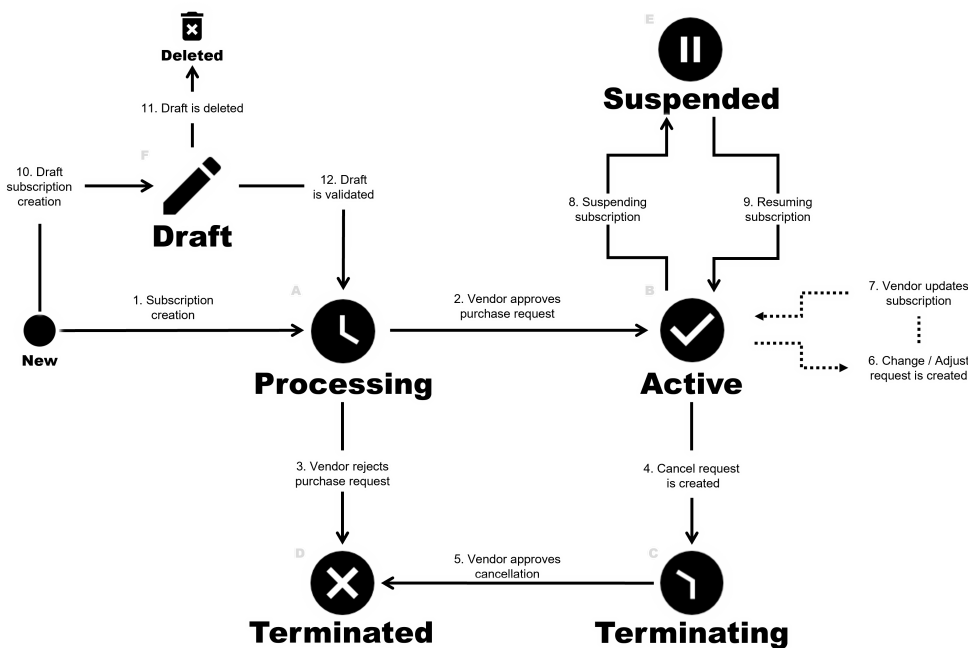 E
Deleted
Suspended
11. Draft is deleted
F
10. Draft
subscription
creation
12. Draft
is validated
8. Suspending
subscription
9. Resuming
subscription
Draft
A
B
7. Vendor updates
subscription
1. Subscription
creation
2. Vendor approves
purchase request
New
6. Change / Adjust
request is created
Processing
Active
3. Vendor rejects
purchase request
4. Cancel request
is created
D
C
5. Vendor approves
cancellation
Terminated
Terminating